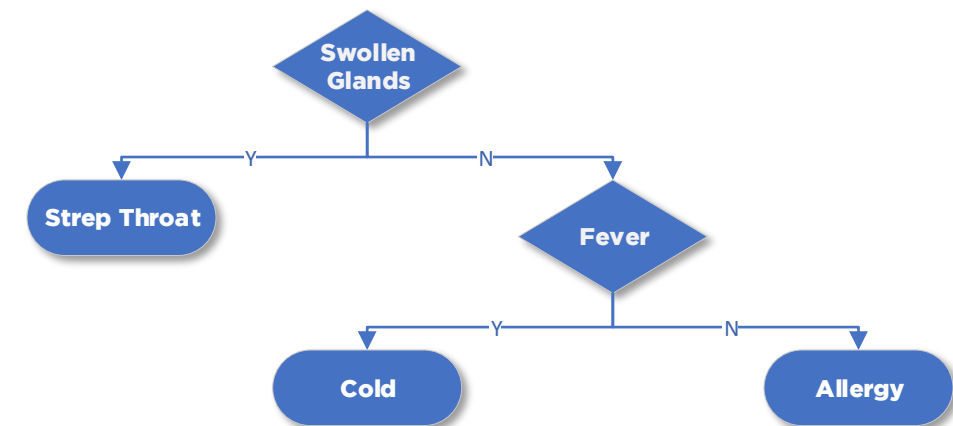 Swollen
Glands
Y
N
Strep Throat
Fever
Y
N
Cold
Allergy